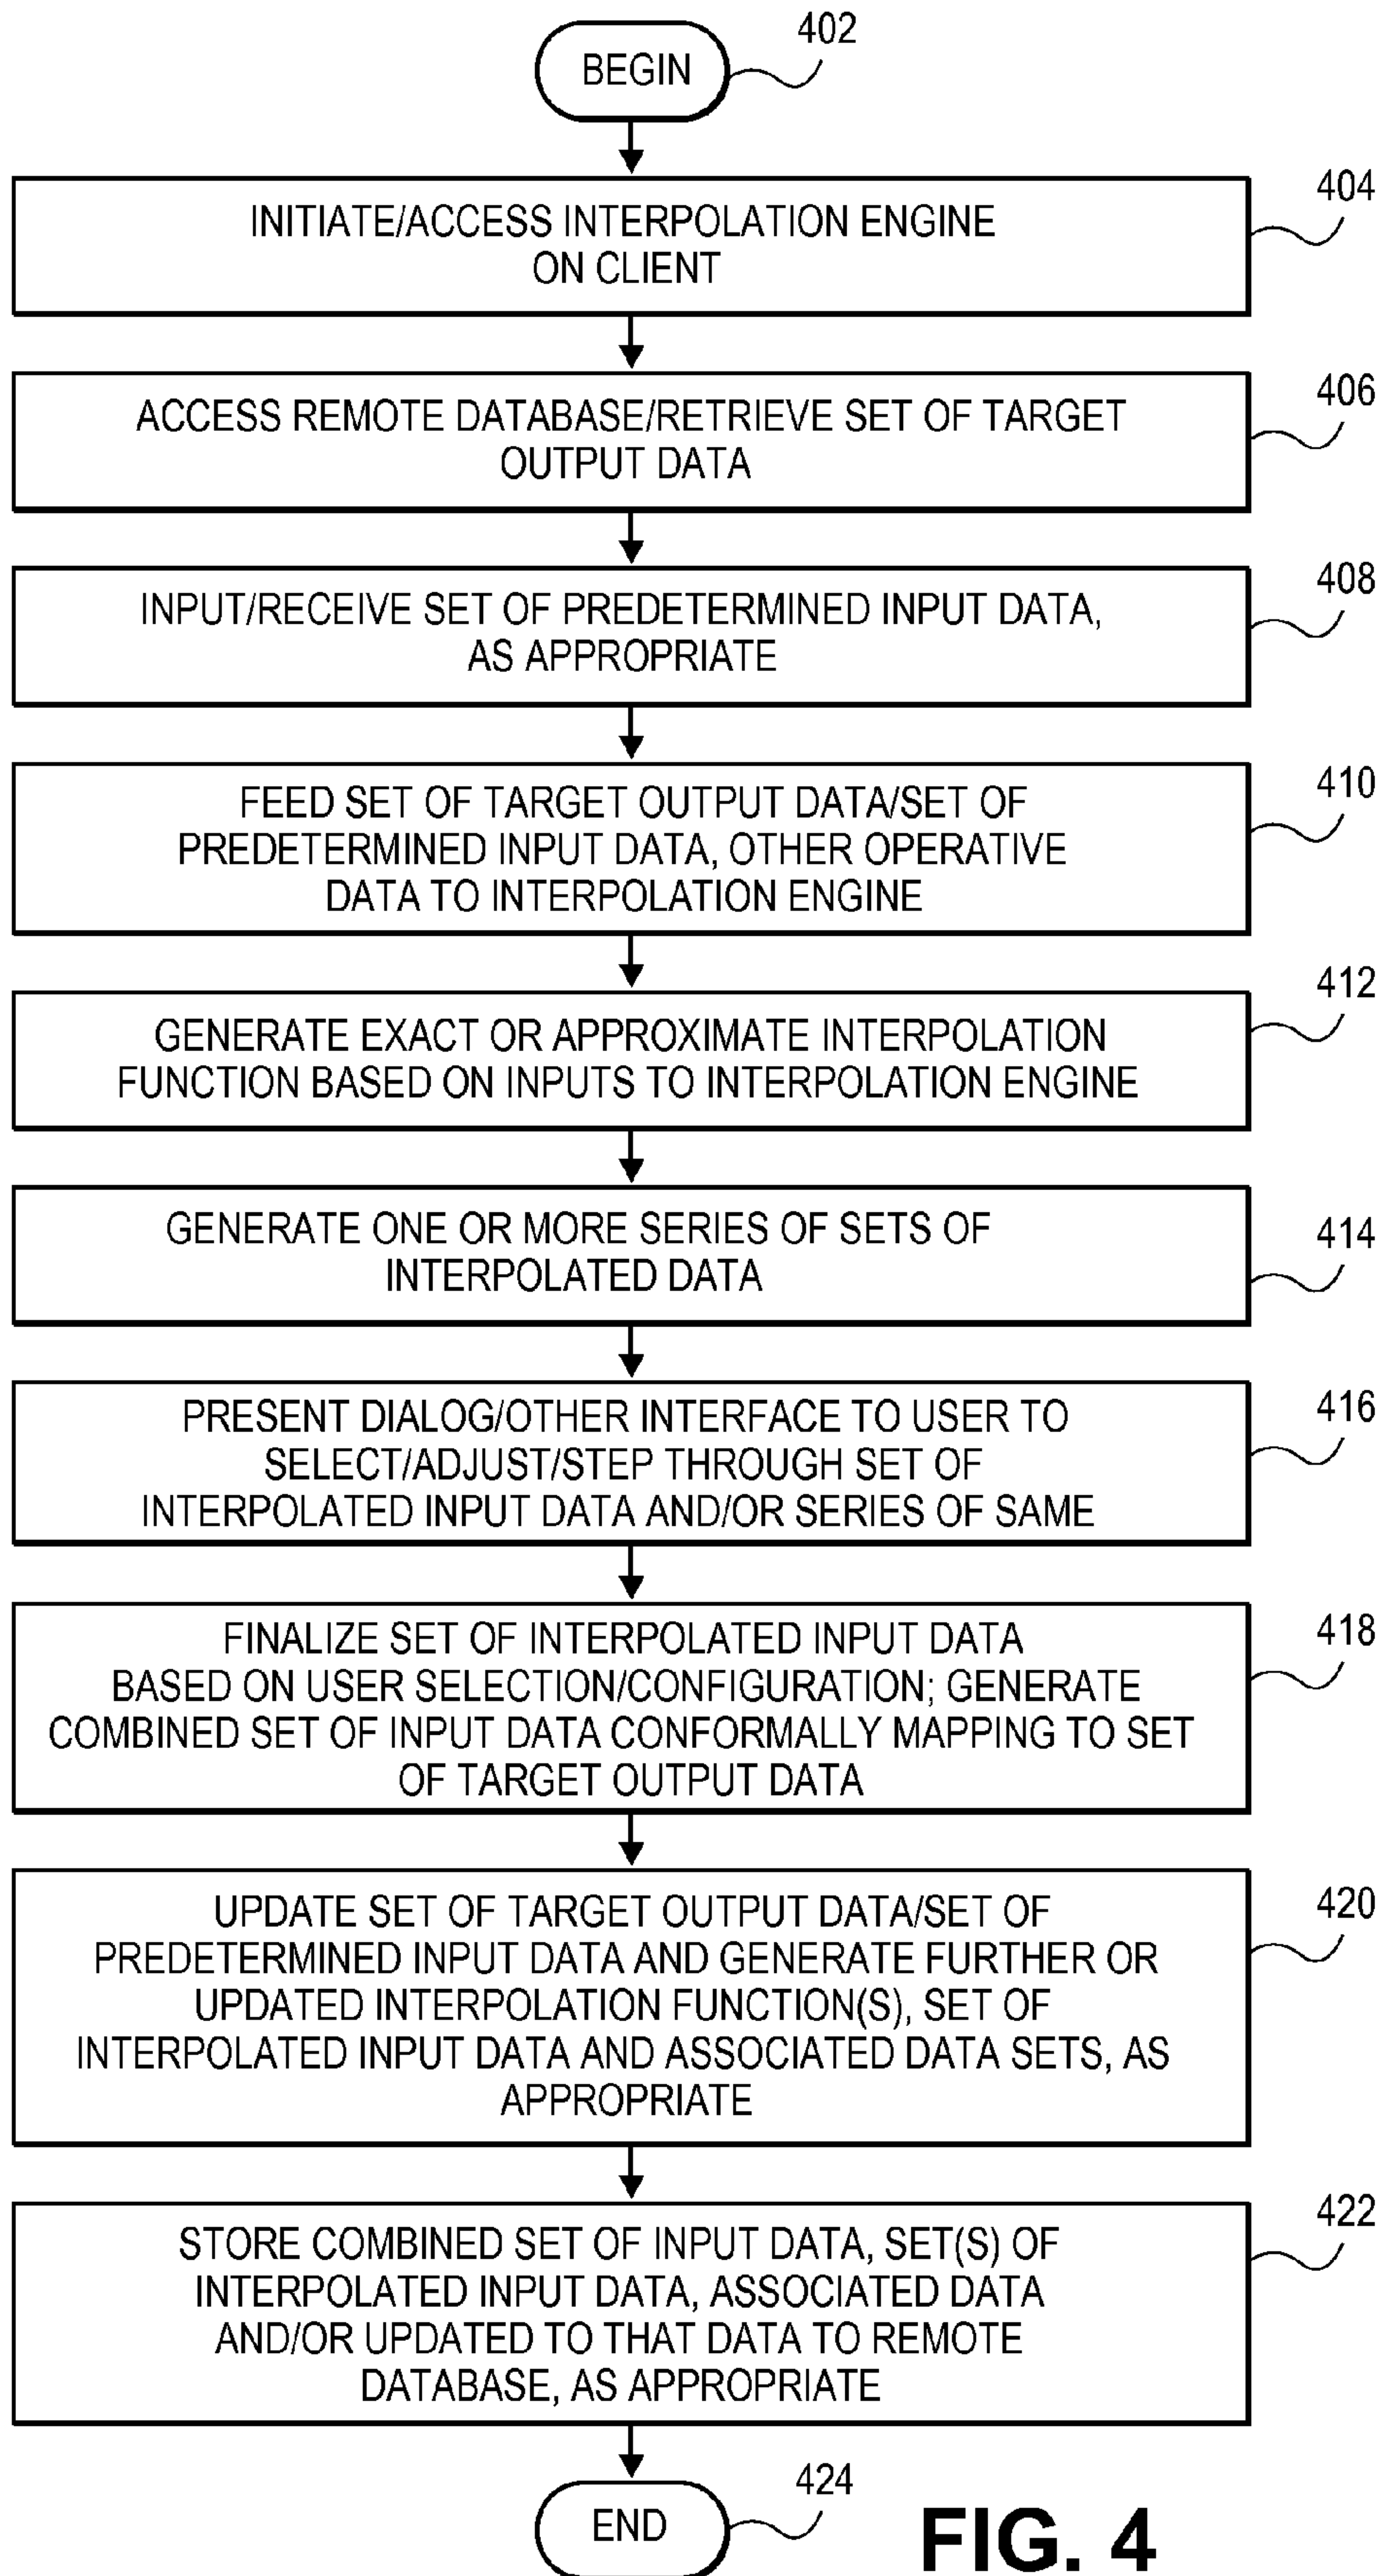 BEGIN
402
INITIATE/ACCESS INTERPOLATION ENGINE
ON CLIENT
404
ACCESS REMOTE DATABASE/RETRIEVE SET OF TARGET
OUTPUT DATA
406
INPUT/RECEIVE SET OF PREDETERMINED INPUT DATA,
AS APPROPRIATE
408
FEED SET OF TARGET OUTPUT DATA/SET OF
PREDETERMINED INPUT DATA, OTHER OPERATIVE
DATA TO INTERPOLATION ENGINE
410
GENERATE EXACT OR APPROXIMATE INTERPOLATION
FUNCTION BASED ON INPUTS TO INTERPOLATION ENGINE
412
GENERATE ONE OR MORE SERIES OF SETS OF
INTERPOLATED DATA
414
PRESENT DIALOG/OTHER INTERFACE TO USER TO
SELECT/ADJUST/STEP THROUGH SET OF
INTERPOLATED INPUT DATA AND/OR SERIES OF SAME
416
FINALIZE SET OF INTERPOLATED INPUT DATA
BASED ON USER SELECTION/CONFIGURATION; GENERATE
COMBINED SET OF INPUT DATA CONFORMALLY MAPPING TO SET
OF TARGET OUTPUT DATA
418
UPDATE SET OF TARGET OUTPUT DATA/SET OF
PREDETERMINED INPUT DATA AND GENERATE FURTHER OR
UPDATED INTERPOLATION FUNCTION(S), SET OF
INTERPOLATED INPUT DATA AND ASSOCIATED DATA SETS, AS
APPROPRIATE
420
STORE COMBINED SET OF INPUT DATA, SET(S) OF
INTERPOLATED INPUT DATA, ASSOCIATED DATA
AND/OR UPDATED TO THAT DATA TO REMOTE
DATABASE, AS APPROPRIATE
422
END
424
FIG. 4